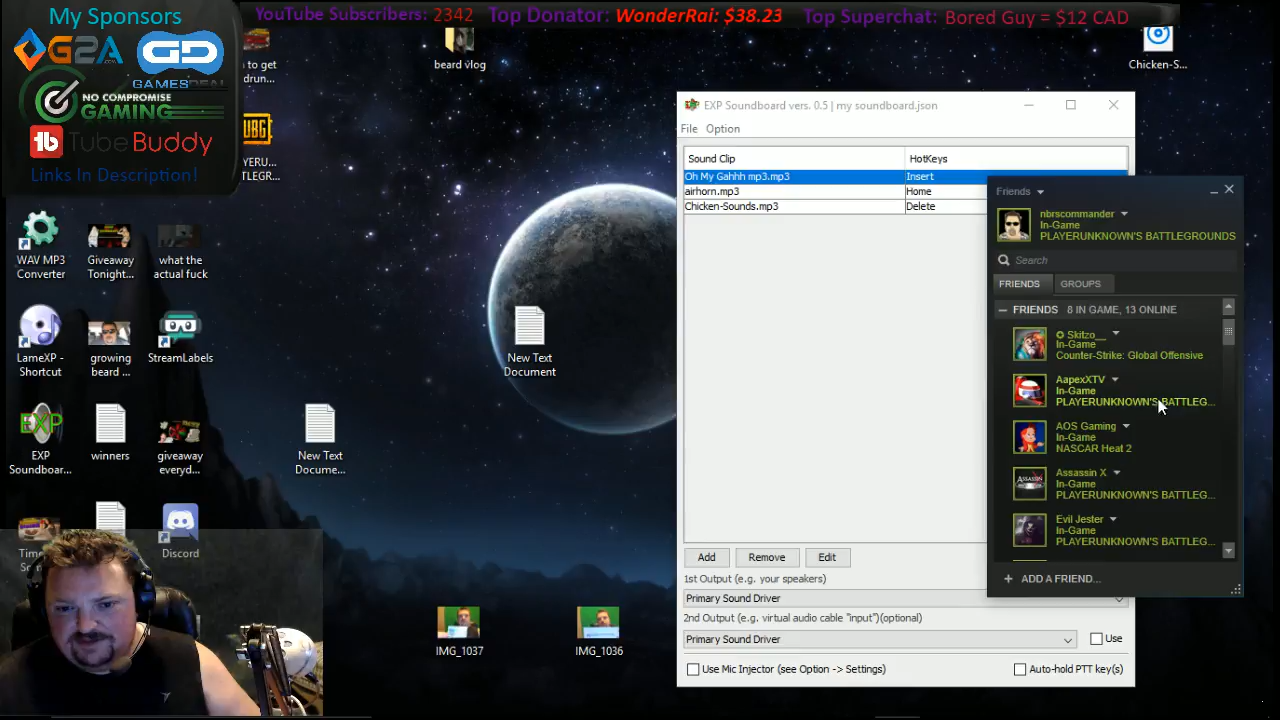 My Sponsors
YouTube Subscribers: 2342
Top Donator: WonderRai: $38.23
Top Superchat: Bored Guy = $12 CAD
G2A.COM
GD
GAMESDEAL
NO COMPROMISE
GAMING
TubeBuddy
Links In Description!
n to get
drun...
beard vlog
Chicken-S...
PUBG
YERU...
TLEGR...
WAV MP3
Converter
Giveaway
Tonight...
what the
actual fuck
LameXP -
Shortcut
growing
beard ...
StreamLabels
EXP
Soundboar...
winners
giveaway
everyd...
New Text
Docume...
New Text
Document
Discord
IMG_1037
IMG_1036
EXP Soundboard vers. 0.5 | my soundboard.json
File Option
Sound Clip HotKeys
Oh My Gahhh mp3.mp3 Insert
airhorn.mp3 Home
Chicken-Sounds.mp3 Delete
Add Remove Edit
1st Output (e.g. your speakers)
Primary Sound Driver
2nd Output (e.g. virtual audio cable "input")(optional)
Primary Sound Driver Use
Use Mic Injector (see Option -> Settings) Auto-hold PTT key(s)
Friends
nbrscommander
In-Game
PLAYERUNKNOWN'S BATTLEGROUNDS
Search
FRIENDS GROUPS
FRIENDS 8 IN GAME, 13 ONLINE
✪ Skitzo__
In-Game
Counter-Strike: Global Offensive
AapexXTV
In-Game
PLAYERUNKNOWN'S BATTLEG...
AOS Gaming
In-Game
NASCAR Heat 2
Assassin X
In-Game
PLAYERUNKNOWN'S BATTLEG...
Evil Jester
In-Game
PLAYERUNKNOWN'S BATTLEG...
+ ADD A FRIEND...